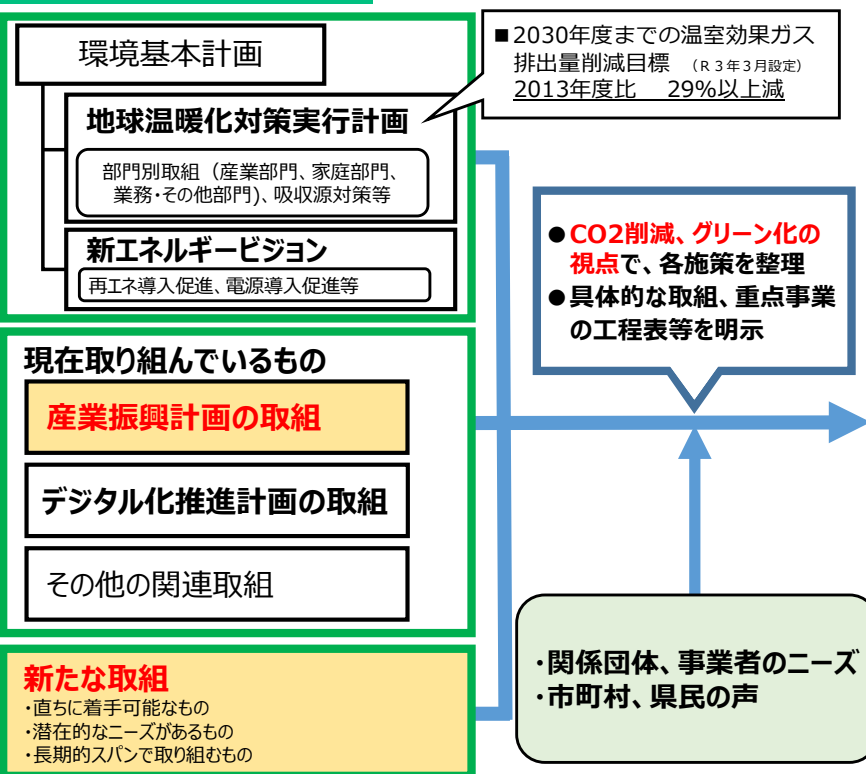 環境基本計画
■2030年度までの温室効果ガス
排出量削減目標 （R３年３月設定）
2013年度比 29%以上減
地球温暖化対策実行計画
部門別取組（産業部門、家庭部門、
業務・その他部門）、吸収源対策等
新エネルギービジョン
再エネ導入促進、電源導入促進等
●CO2削減、グリーン化の
視点で、各施策を整理
●具体的な取組、重点事業
の工程表等を明示
現在取り組んでいるもの
産業振興計画の取組
デジタル化推進計画の取組
その他の関連取組
・関係団体、事業者のニーズ
・市町村、県民の声
新たな取組
・直ちに着手可能なもの
・潜在的なニーズがあるもの
・長期的スパンで取り組むもの